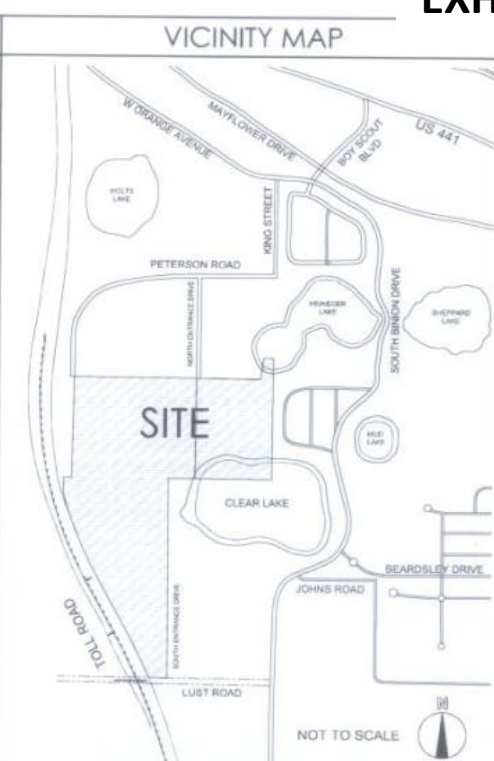 EXH
VICINITY MAP
W ORANGE AVENUE
MAYFLOWER DRIVE
BOY SCOUT
BLVD
US 441
HOLTS
LAKE
KING STREET
PETERSON ROAD
NORTH ENTRANCE DRIVE
LAKE
SOUTH BINION DRIVE
SHEPPARD
LAKE
SITE
MUD
LAKE
CLEAR LAKE
BEARDSLEY DRIVE
JOHNS ROAD
SOUTH ENTRANCE DRIVE
TOLL ROAD
LUST ROAD
N
NOT TO SCALE